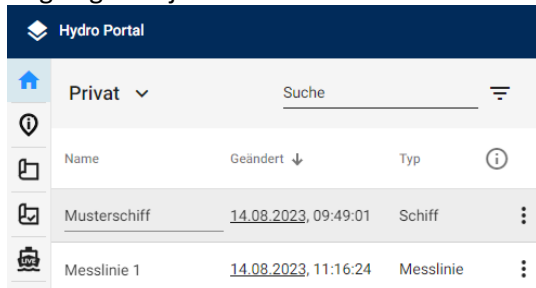 Hydro Portal
Privat
Suche
Name Geändert Typ
Musterschiff 14.08.2023, 09:49:01 Schiff
LIVE
Messlinie 1 14.08.2023, 11:16:24 Messlinie